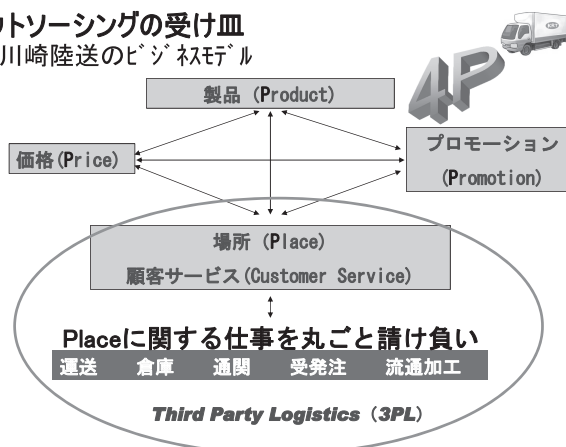 ットソーシングの受け皿
川崎陸送のビジネスモデル
4P
製品 (Product)
価格(Price)
プロモーション
(Promotion)
場所 (Place)
顧客サービス(Customer Service)
Placeに関する仕事を丸ごと請け負い
運送 倉庫 通関 受発注 流通加工
Third Party Logistics（3PL）